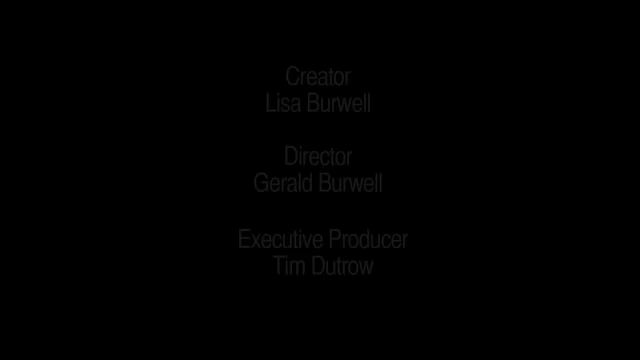 Creator
Lisa Burwell
Director
Gerald Burwell
Executive Producer
Tim Dutrow